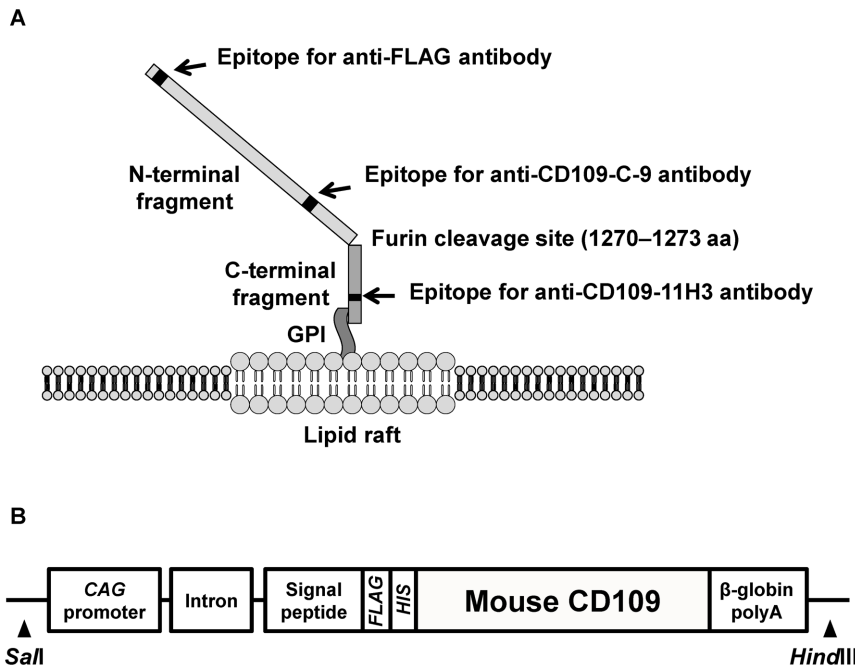 A
Epitope for anti-FLAG antibody
N-terminal
fragment
Epitope for anti-CD109-C-9 antibody
Furin cleavage site (1270–1273 aa)
C-terminal
fragment
Epitope for anti-CD109-11H3 antibody
GPI
Lipid raft
B
CAG
promoter
Intron
Signal
peptide
FLAG
HIS
Mouse CD109
β-globin
polyA
SalI
HindIII